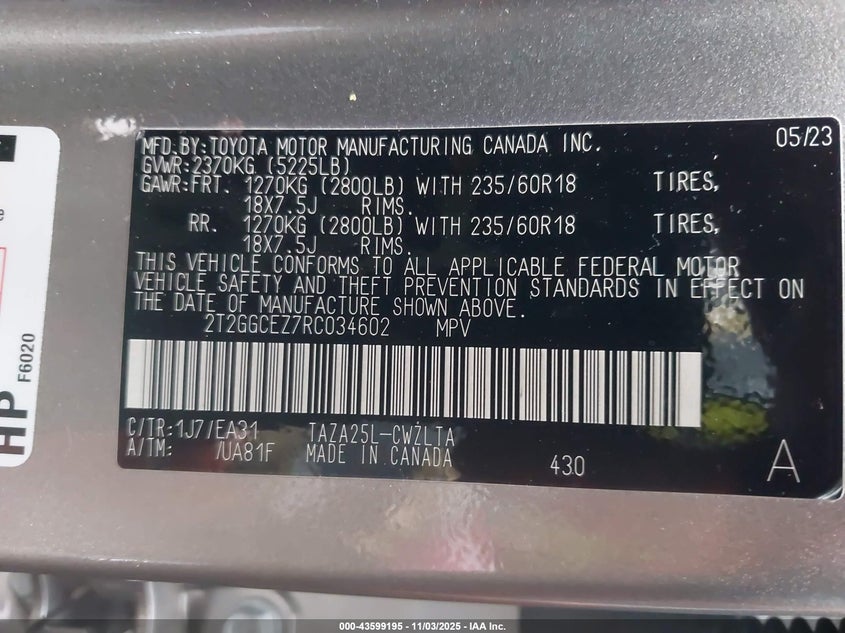 MFD.BY:TOYOTA MOTOR MANUFACTURING CANADA INC. 05/23
GVWR:2370KG (5225LB)
GAWR:FRT. 1270KG (2800LB) WITH 235/60R18 TIRES,
18X7.5J RIMS.
RR. 1270KG (2800LB) WITH 235/60R18 TIRES,
18X7.5J RIMS.
THIS VEHICLE CONFORMS TO ALL APPLICABLE FEDERAL MOTOR
VEHICLE SAFETY AND THEFT PREVENTION STANDARDS IN EFFECT ON
THE DATE OF MANUFACTURE SHOWN ABOVE.
2T2GGCEZ7RC034602 MPV
C/TR:1J7/EA31 TAZA25L-CWZLTA
A/TM: /UA81F MADE IN CANADA 430 A
HP
F6020
000-43599195 - 11/03/2025 - IAA Inc.